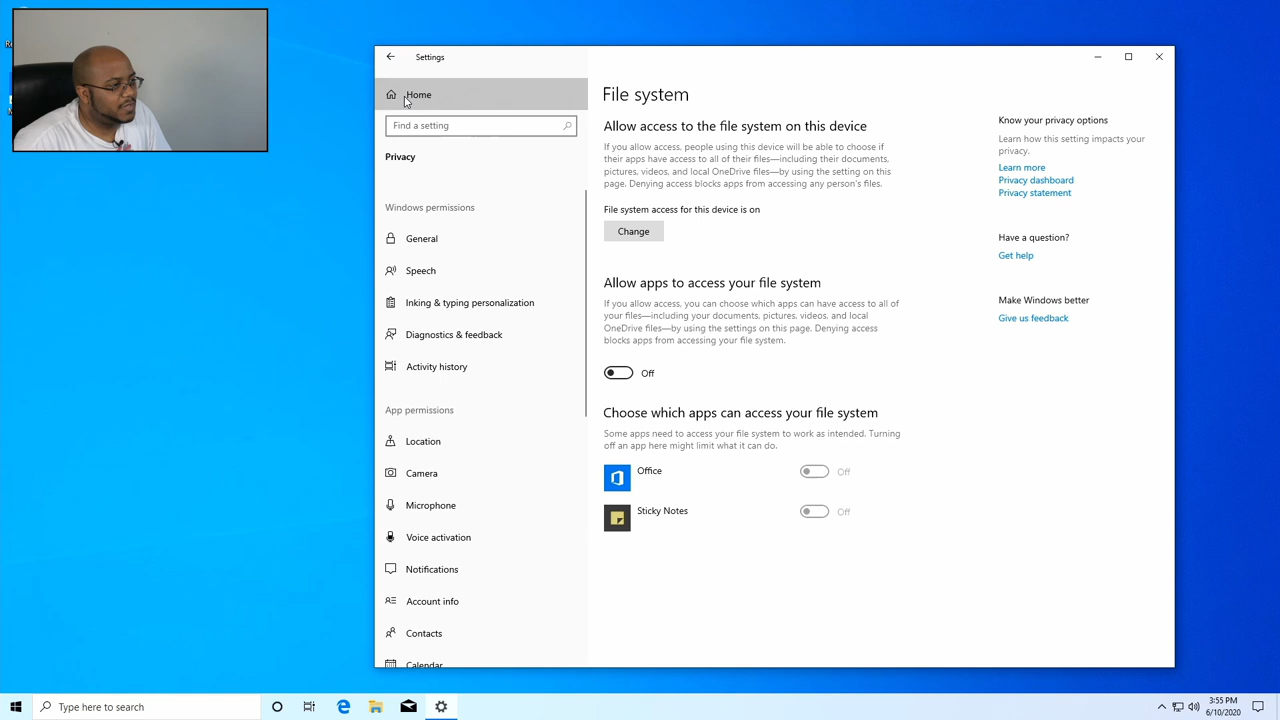 Settings
Home
Find a setting
Privacy
Windows permissions
General
Speech
Inking & typing personalization
Diagnostics & feedback
Activity history
App permissions
Location
Camera
Microphone
Voice activation
Notifications
Account info
Contacts
Calendar
File system
Allow access to the file system on this device
If you allow access, people using this device will be able to choose if
their apps have access to all of their files—including their documents,
pictures, videos, and local OneDrive files—by using the setting on this
page. Denying access blocks apps from accessing any person's files.
File system access for this device is on
Change
Allow apps to access your file system
If you allow access, you can choose which apps can have access to all of
your files—including your documents, pictures, videos, and local
OneDrive files—by using the settings on this page. Denying access
blocks apps from accessing your file system.
Off
Choose which apps can access your file system
Some apps need to access your file system to work as intended. Turning
off an app here might limit what it can do.
Office
Off
Sticky Notes
Off
Know your privacy options
Learn how this setting impacts your
privacy.
Learn more
Privacy dashboard
Privacy statement
Have a question?
Get help
Make Windows better
Give us feedback
Type here to search
3:55 PM
6/10/2020